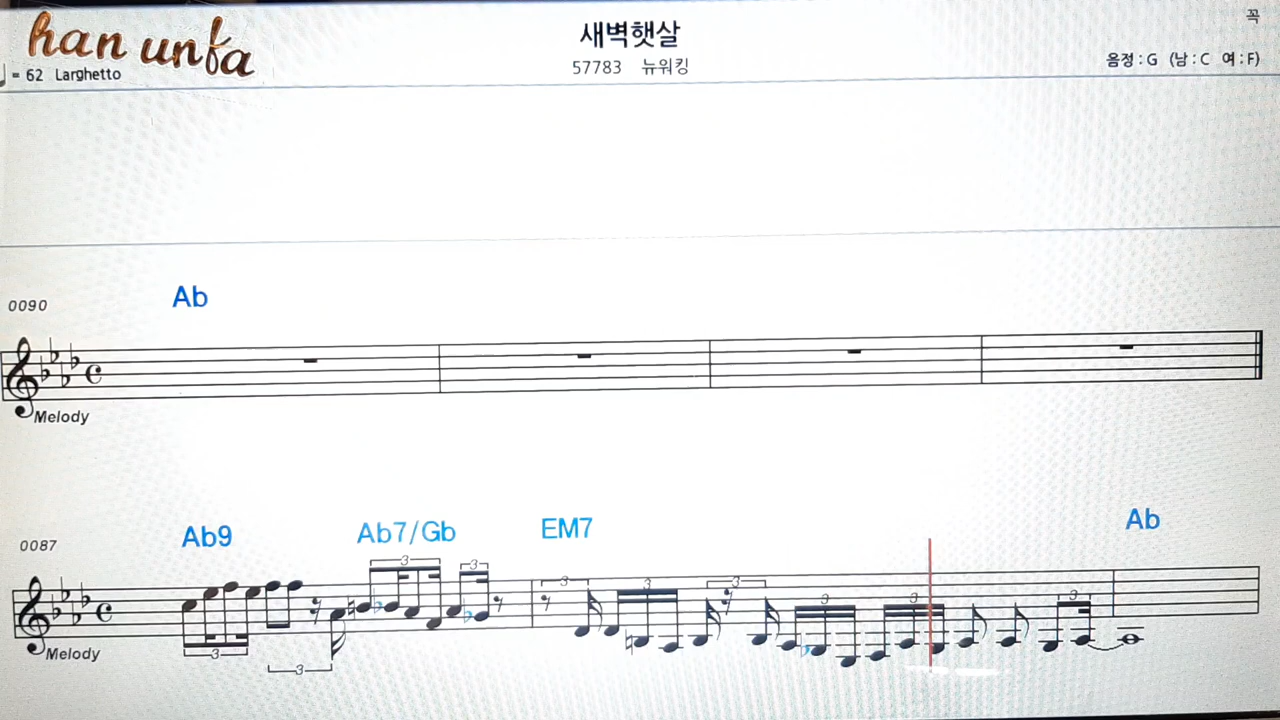 han unfa
새벽햇살
꼭
= 62 Larghetto
57783 뉴워킹
음정 : G (남 : C 여 : F)
0090
Ab
Melody
0087
Ab9
Ab7/Gb
EM7
Ab
3
3
3
3
3
3
3
3
3
3
Melody